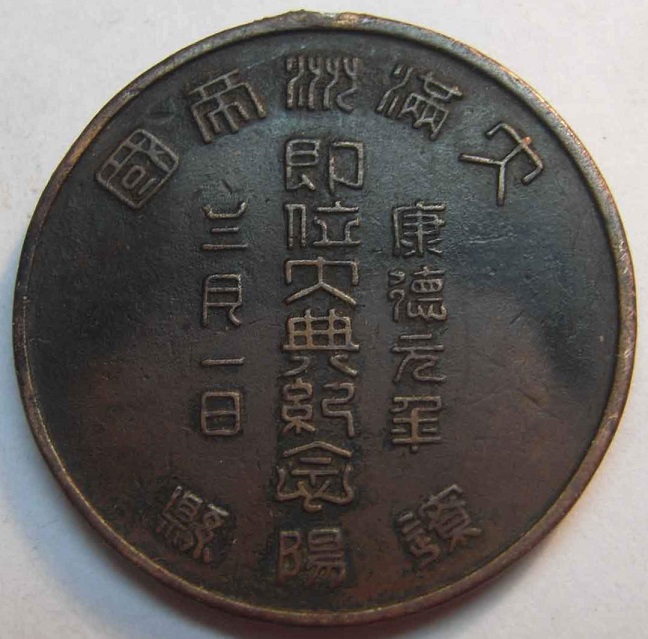 大滿洲帝國
康德元年
即位大典紀念
三月一日
陽縣